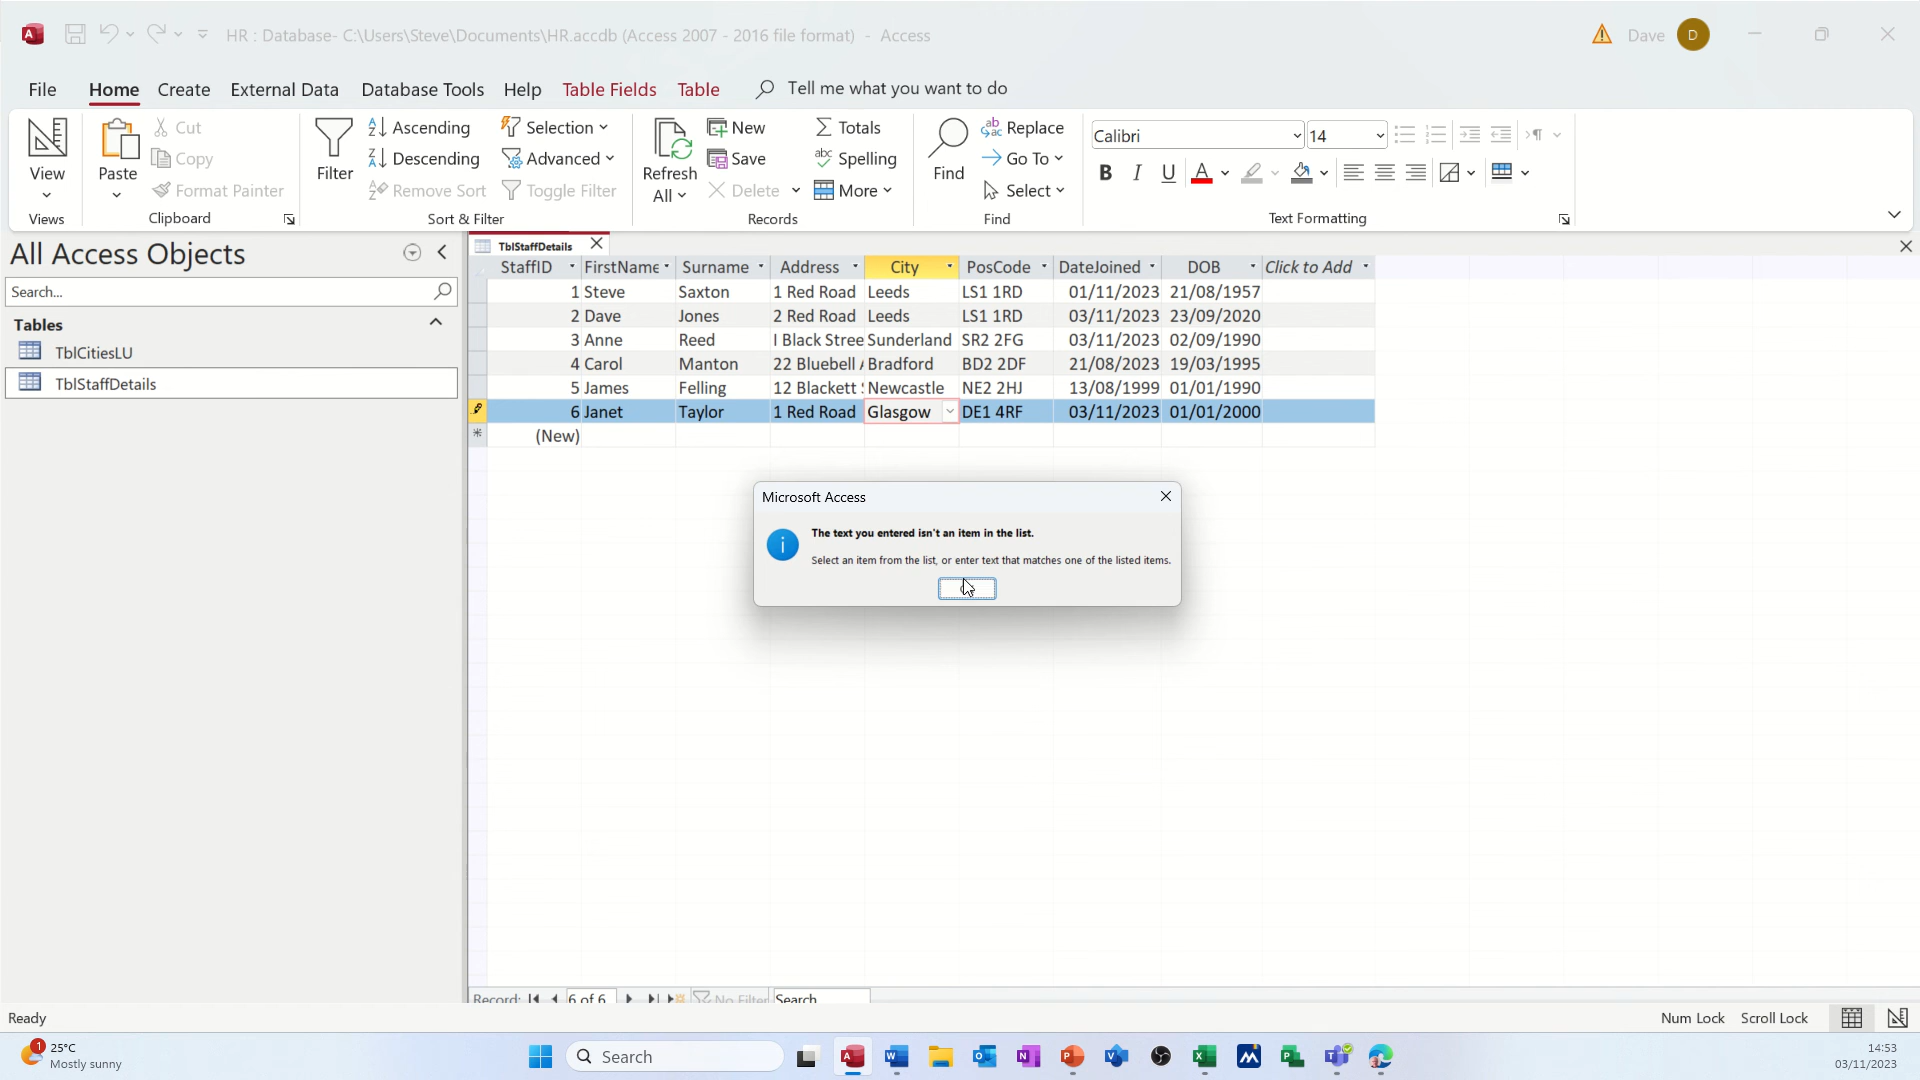 HR : Database- C:\Users\Steve\Documents\HR.accdb (Access 2007 - 2016 file format) - Access
Dave D
File Home Create External Data Database Tools Help Table Fields Table Tell me what you want to do
View
Views
Paste
Cut
Copy
Format Painter
Clipboard
Filter
Ascending
Descending
Remove Sort
Selection
Advanced
Toggle Filter
Sort & Filter
Refresh
All
New
Save
Delete
Totals
Spelling
More
Records
Find
Replace
Go To
Select
Find
Calibri 14
B I U A
Text Formatting
All Access Objects
Search...
Tables
TblCitiesLU
TblStaffDetails
TblStaffDetails
StaffID FirstName Surname Address City PosCode DateJoined DOB Click to Add
1 Steve Saxton 1 Red Road Leeds LS1 1RD 01/11/2023 21/08/1957
2 Dave Jones 2 Red Road Leeds LS1 1RD 03/11/2023 23/09/2020
3 Anne Reed I Black Stree Sunderland SR2 2FG 03/11/2023 02/09/1990
4 Carol Manton 22 Bluebell Bradford BD2 2DF 21/08/2023 19/03/1995
5 James Felling 12 Blackett Newcastle NE2 2HJ 13/08/1999 01/01/1990
6 Janet Taylor 1 Red Road Glasgow DE1 4RF 03/11/2023 01/01/2000
(New)
Microsoft Access
The text you entered isn't an item in the list.
Select an item from the list, or enter text that matches one of the listed items.
Record: 6 of 6 No Filter Search
Ready
Num Lock Scroll Lock
1
25°C
Mostly sunny
Search
14:53
03/11/2023